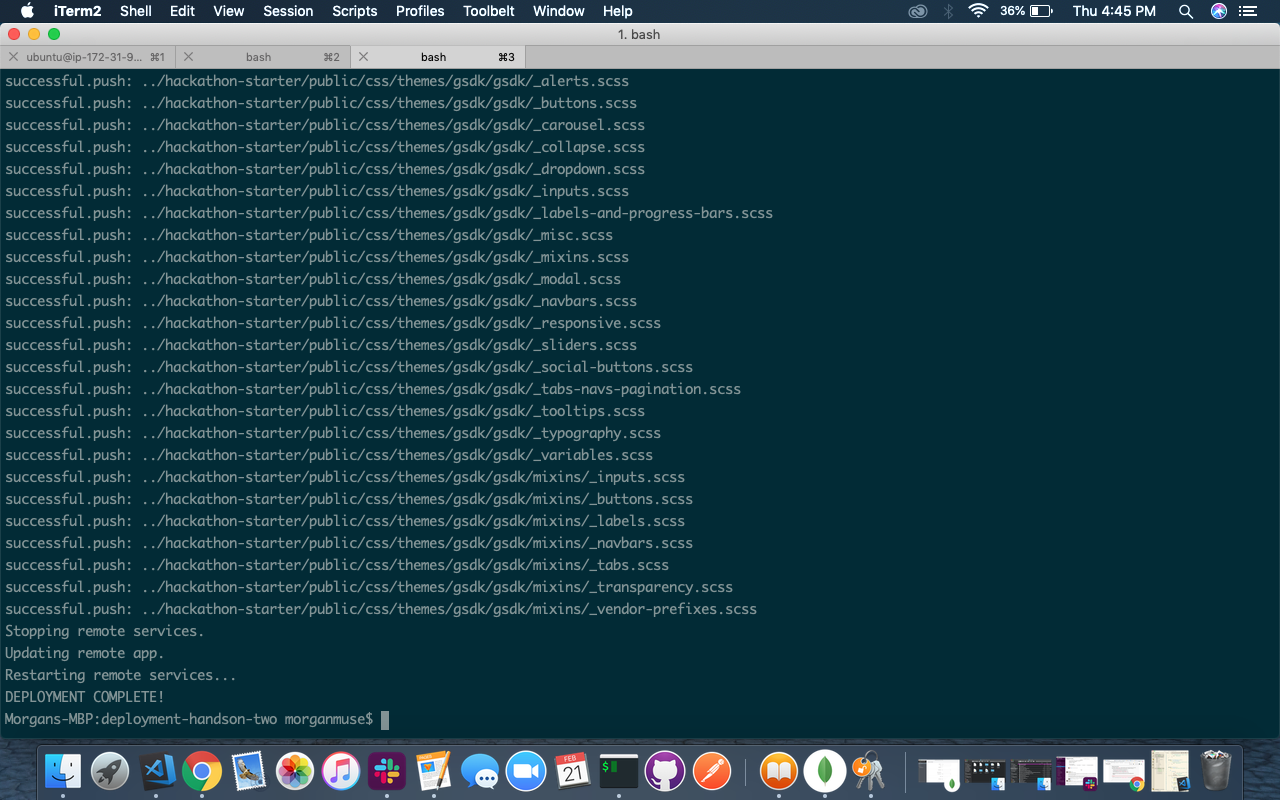 iTerm2 Shell Edit View Session Scripts Profiles Toolbelt Window Help 36% Thu 4:45 PM
1. bash
ubuntu@ip-172-31-9... ⌘1 bash ⌘2 bash ⌘3
successful.push: ../hackathon-starter/public/css/themes/gsdk/gsdk/_alerts.scss
successful.push: ../hackathon-starter/public/css/themes/gsdk/gsdk/_buttons.scss
successful.push: ../hackathon-starter/public/css/themes/gsdk/gsdk/_carousel.scss
successful.push: ../hackathon-starter/public/css/themes/gsdk/gsdk/_collapse.scss
successful.push: ../hackathon-starter/public/css/themes/gsdk/gsdk/_dropdown.scss
successful.push: ../hackathon-starter/public/css/themes/gsdk/gsdk/_inputs.scss
successful.push: ../hackathon-starter/public/css/themes/gsdk/gsdk/_labels-and-progress-bars.scss
successful.push: ../hackathon-starter/public/css/themes/gsdk/gsdk/_misc.scss
successful.push: ../hackathon-starter/public/css/themes/gsdk/gsdk/_mixins.scss
successful.push: ../hackathon-starter/public/css/themes/gsdk/gsdk/_modal.scss
successful.push: ../hackathon-starter/public/css/themes/gsdk/gsdk/_navbars.scss
successful.push: ../hackathon-starter/public/css/themes/gsdk/gsdk/_responsive.scss
successful.push: ../hackathon-starter/public/css/themes/gsdk/gsdk/_sliders.scss
successful.push: ../hackathon-starter/public/css/themes/gsdk/gsdk/_social-buttons.scss
successful.push: ../hackathon-starter/public/css/themes/gsdk/gsdk/_tabs-navs-pagination.scss
successful.push: ../hackathon-starter/public/css/themes/gsdk/gsdk/_tooltips.scss
successful.push: ../hackathon-starter/public/css/themes/gsdk/gsdk/_typography.scss
successful.push: ../hackathon-starter/public/css/themes/gsdk/gsdk/_variables.scss
successful.push: ../hackathon-starter/public/css/themes/gsdk/gsdk/mixins/_inputs.scss
successful.push: ../hackathon-starter/public/css/themes/gsdk/gsdk/mixins/_buttons.scss
successful.push: ../hackathon-starter/public/css/themes/gsdk/gsdk/mixins/_labels.scss
successful.push: ../hackathon-starter/public/css/themes/gsdk/gsdk/mixins/_navbars.scss
successful.push: ../hackathon-starter/public/css/themes/gsdk/gsdk/mixins/_tabs.scss
successful.push: ../hackathon-starter/public/css/themes/gsdk/gsdk/mixins/_transparency.scss
successful.push: ../hackathon-starter/public/css/themes/gsdk/gsdk/mixins/_vendor-prefixes.scss
Stopping remote services.
Updating remote app.
Restarting remote services...
DEPLOYMENT COMPLETE!
Morgans-MBP:deployment-handson-two morganmuse$
FEB
21